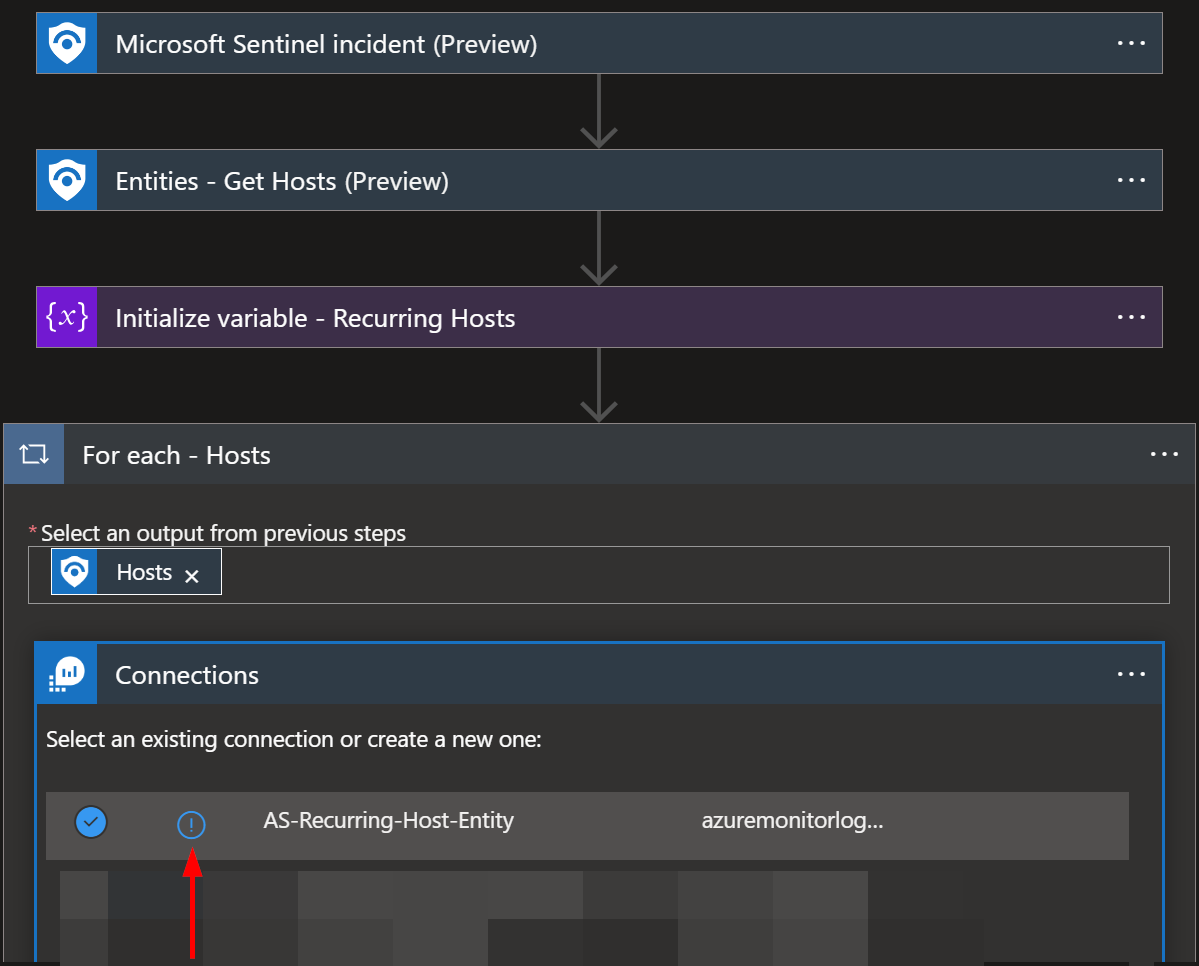 Microsoft Sentinel incident (Preview)
Entities - Get Hosts (Preview)
{x} Initialize variable - Recurring Hosts
For each - Hosts
* Select an output from previous steps
Hosts ×
Connections
Select an existing connection or create a new one:
AS-Recurring-Host-Entity azuremonitorlog...